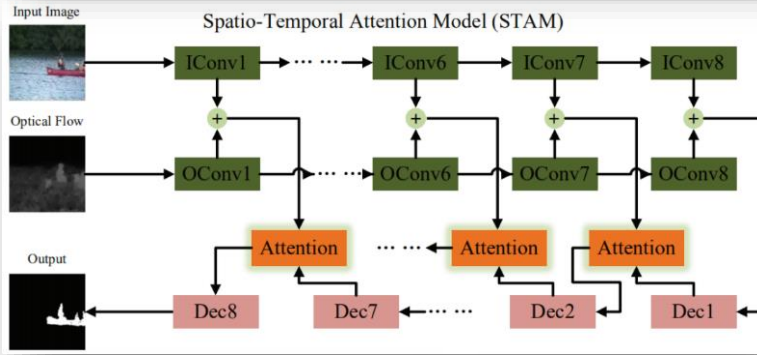 Input Image
Spatio-Temporal Attention Model (STAM)
IConv1 ... ... IConv6 IConv7 IConv8
+ + + +
Optical Flow
OConv1 ... ... OConv6 OConv7 OConv8
Attention ... ... Attention Attention
Output
Dec8 Dec7 ... ... Dec2 Dec1